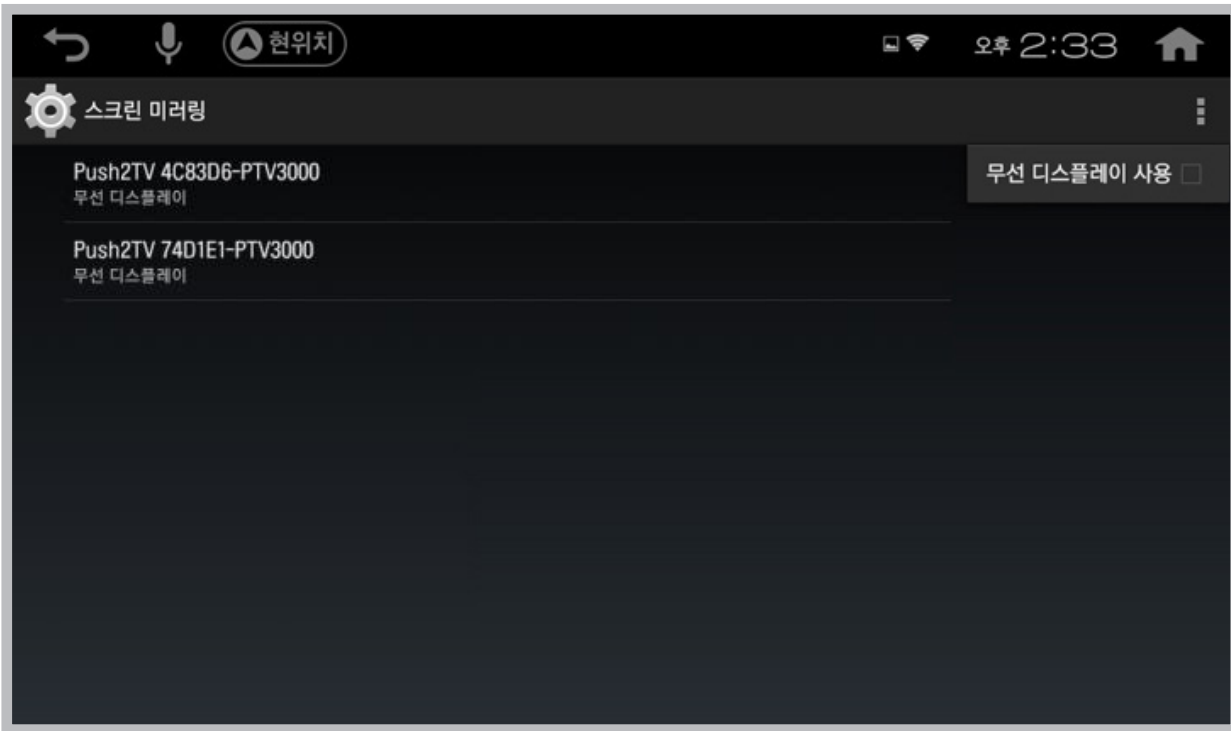 현위치
오후 2:33
스크린 미러링
Push2TV 4C83D6-PTV3000
무선 디스플레이
무선 디스플레이 사용
Push2TV 74D1E1-PTV3000
무선 디스플레이